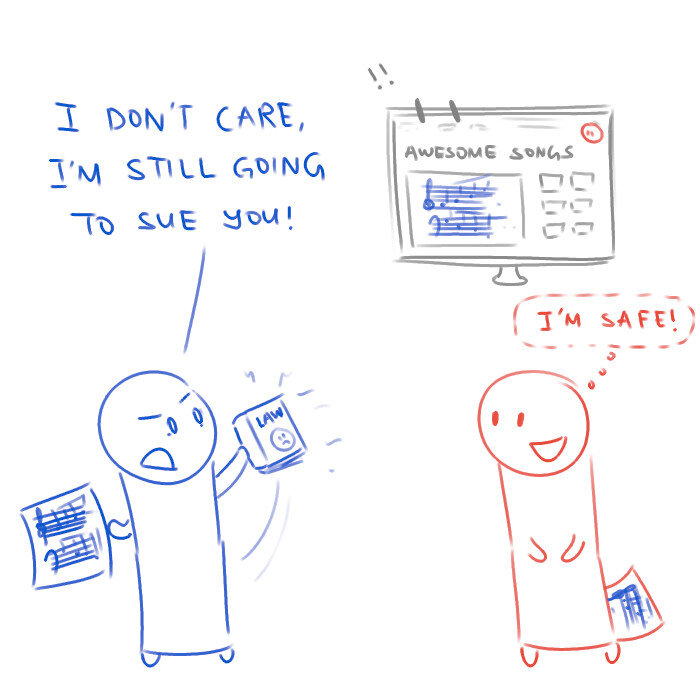 I DON'T CARE,
I'M STILL GOING
TO SUE YOU!
!!
AWESOME SONGS
I'M SAFE!
LAW